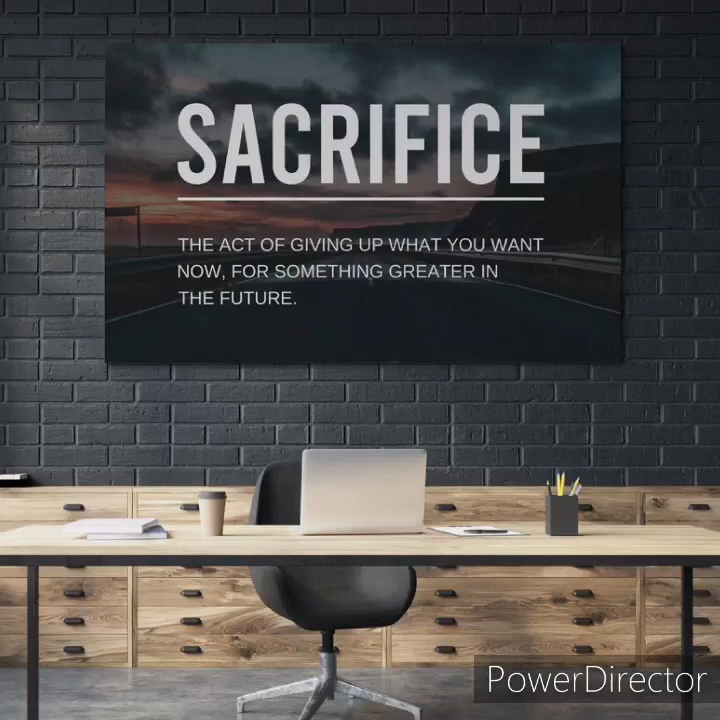 SACRIFICE
THE ACT OF GIVING UP WHAT YOU WANT
NOW, FOR SOMETHING GREATER IN
THE FUTURE.
PowerDirector